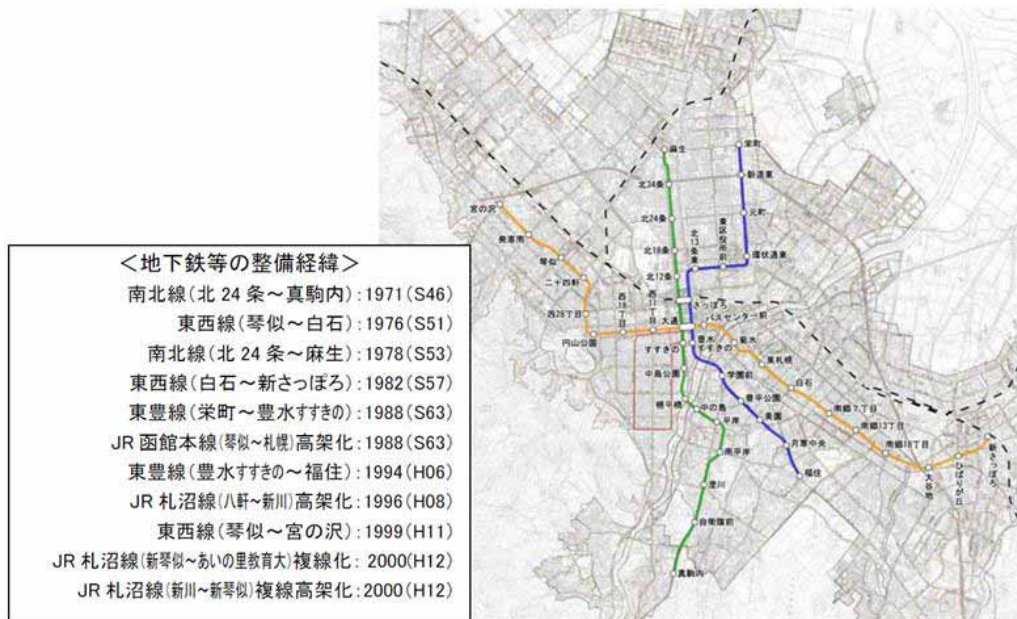 ＜地下鉄等の整備経緯＞
南北線(北24条～真駒内):1971(S46)
東西線(琴似～白石):1976(S51)
南北線(北24条～麻生):1978(S53)
東西線(白石～新さっぽろ):1982(S57)
東豊線(栄町～豊水すすきの):1988(S63)
JR函館本線(琴似～札幌)高架化:1988(S63)
東豊線(豊水すすきの～福住):1994(H06)
JR札沼線(八軒～新川)高架化:1996(H08)
東西線(琴似～宮の沢):1999(H11)
JR札沼線(新琴似～あいの里教育大)複線化:2000(H12)
JR札沼線(新川～新琴似)複線高架化:2000(H12)
麻生
北34条
北24条
北18条
北12条
さっぽろ
大通
すすきの
中島公園
幌平橋
中の島
平岸
南平岸
澄川
自衛隊前
真駒内
栄町
新道東
元町
環状通東
東区役所前
北13条東
豊水すすきの
学園前
豊平公園
美園
月寒中央
福住
宮の沢
発寒南
琴似
二十四軒
西28丁目
円山公園
西18丁目
西11丁目
バスセンター前
菊水
東札幌
白石
南郷7丁目
南郷13丁目
南郷18丁目
大谷地
ひばりが丘
新さっぽろ